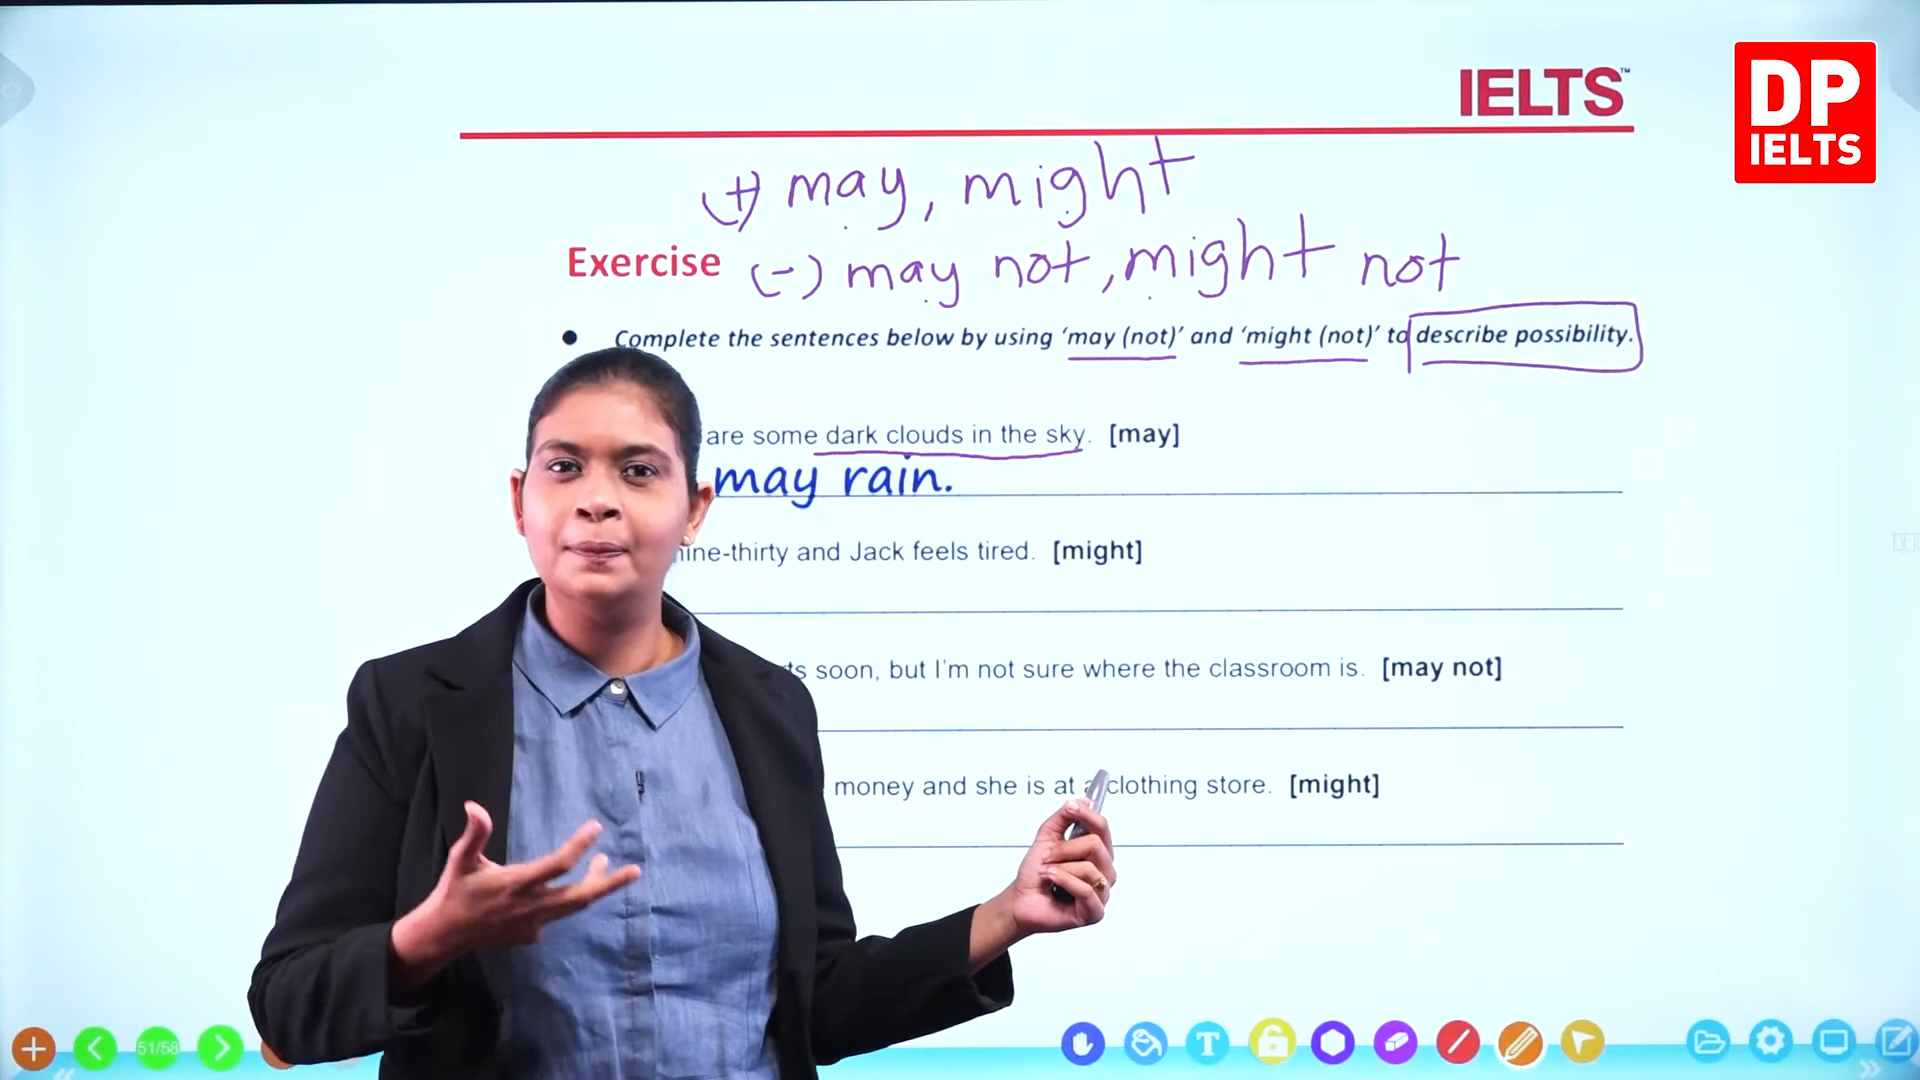 IELTS™
DP
IELTS
(+) may, might
Exercise (-) may not, might not
Complete the sentences below by using ‘may (not)’ and ‘might (not)’ to describe possibility.
are some dark clouds in the sky. [may]
may rain.
nine-thirty and Jack feels tired. [might]
soon, but I'm not sure where the classroom is. [may not]
money and she is at a clothing store. [might]
51/58
T